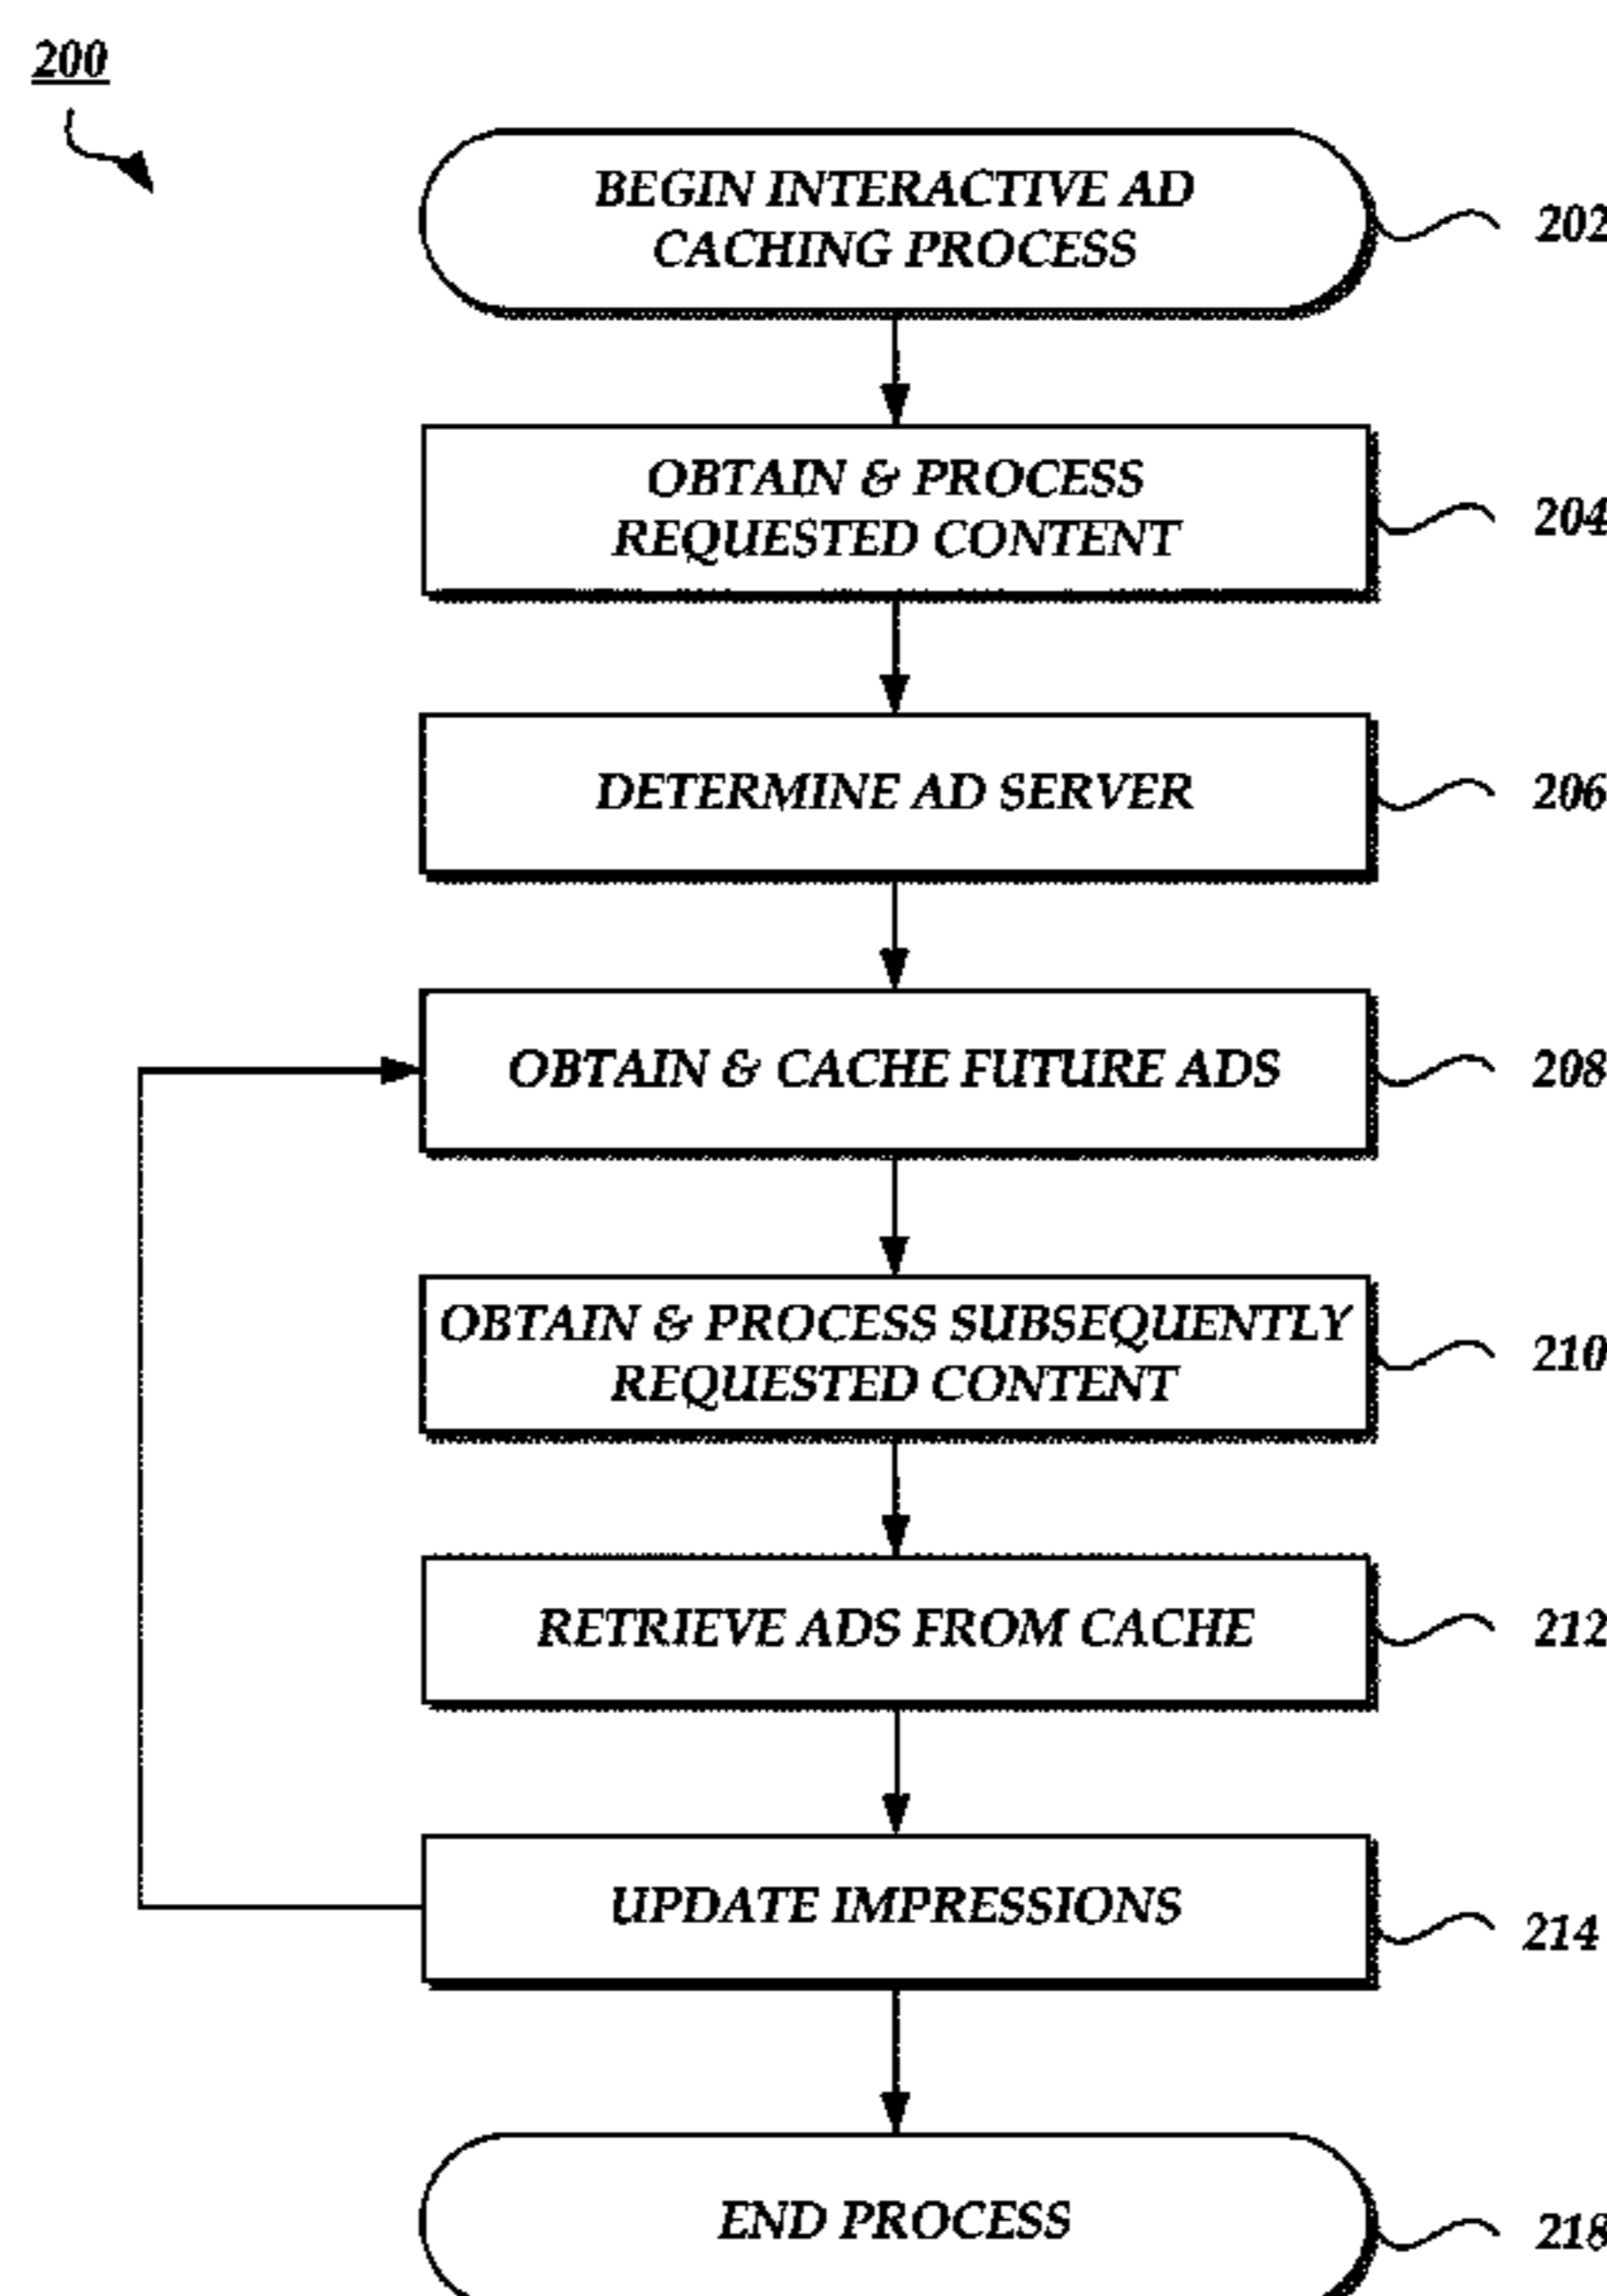 200
BEGIN INTERACTIVE AD
CACHING PROCESS
202
OBTAIN & PROCESS
REQUESTED CONTENT
204
DETERMINE AD SERVER
206
OBTAIN & CACHE FUTURE ADS
208
OBTAIN & PROCESS SUBSEQUENTLY
REQUESTED CONTENT
210
RETRIEVE ADS FROM CACHE
212
UPDATE IMPRESSIONS
214
END PROCESS
218